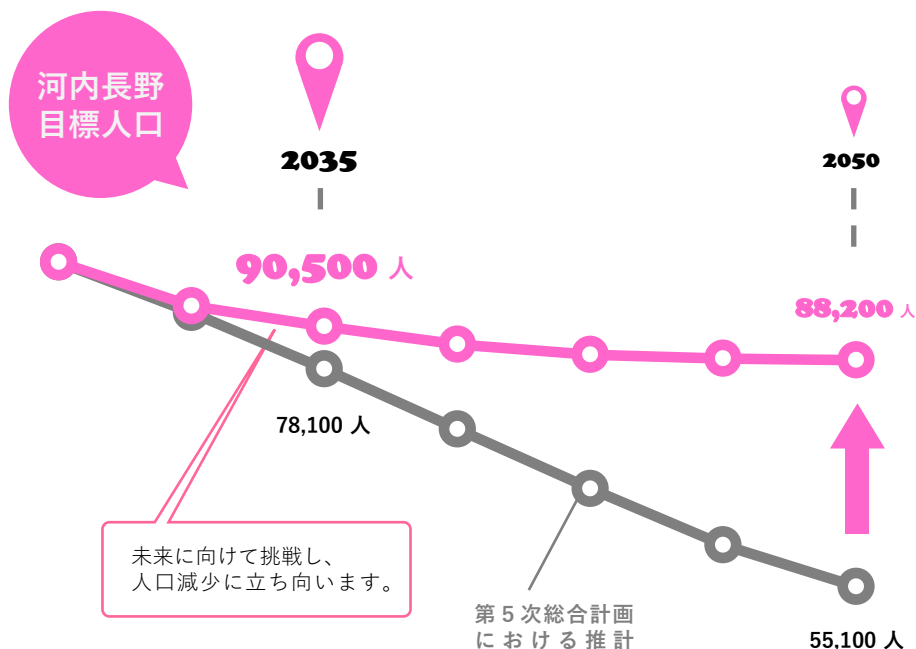 河内長野
目標人口
2035
2050
90,500 人
88,200 人
78,100 人
未来に向けて挑戦し、
人口減少に立ち向います。
第５次総合計画
における推計
55,100 人